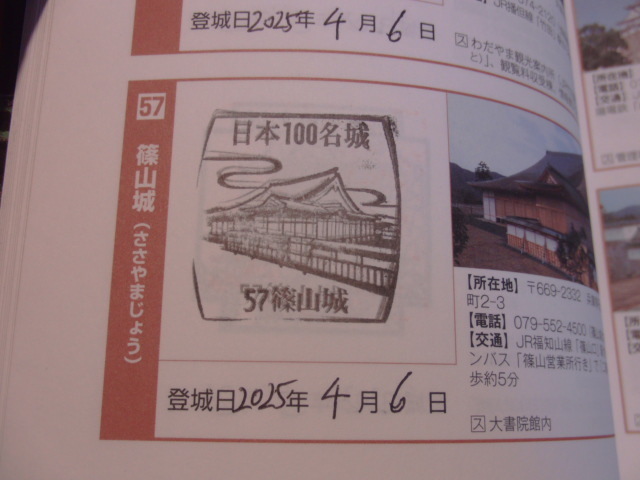 登城日2025年 4月 6日
ス わだやま観光案内所
と)」、観覧料収受棟、
57
篠山城(ささやまじょう)
日本100名城
57篠山城
【所在地】〒669-2332
町2-3
【電話】079-552-4500
【交通】JR福知山線「篠山口
ンバス「篠山営業所行き」で
歩約5分
登城日2025年 4月 6日
ス 大書院館内